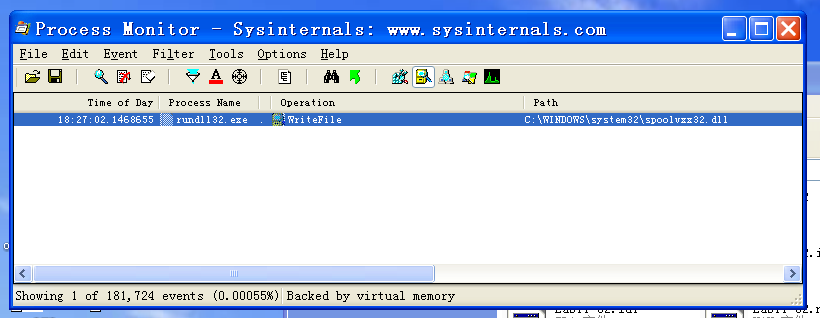 Process Monitor - Sysinternals: www.sysinternals.com
File Edit Event Filter Tools Options Help
Time of Day Process Name Operation Path
18:27:02.1468655 rundll32.exe . WriteFile C:\WINDOWS\system32\spoolvxx32.dll
Showing 1 of 181,724 events (0.00055%) Backed by virtual memory